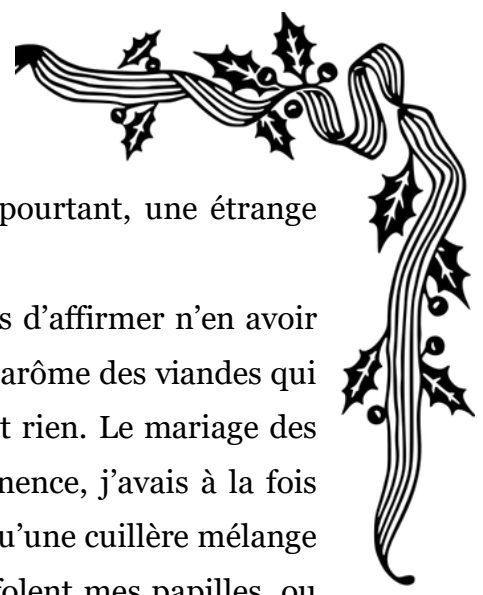 pourtant, une étrange
s d'affirmer n'en avoir
arôme des viandes qui
t rien. Le mariage des
nence, j'avais à la fois
u'une cuillère mélange
folent mes papilles, ou